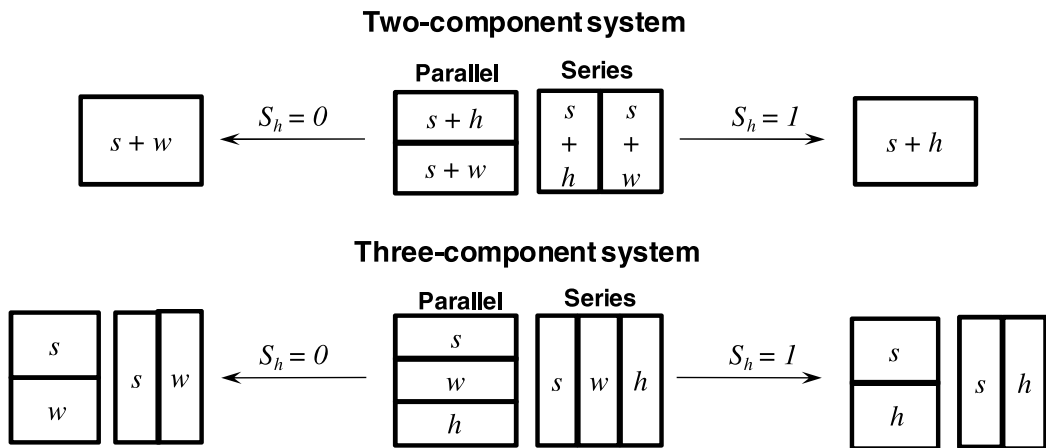 Two-component system
Parallel Series
s + w
S_h = 0
s + h
s + w
s
+
h
s
+
w
S_h = 1
s + h
Three-component system
Parallel Series
s
w
s w
S_h = 0
s
w
h
s w h
S_h = 1
s
h
s h